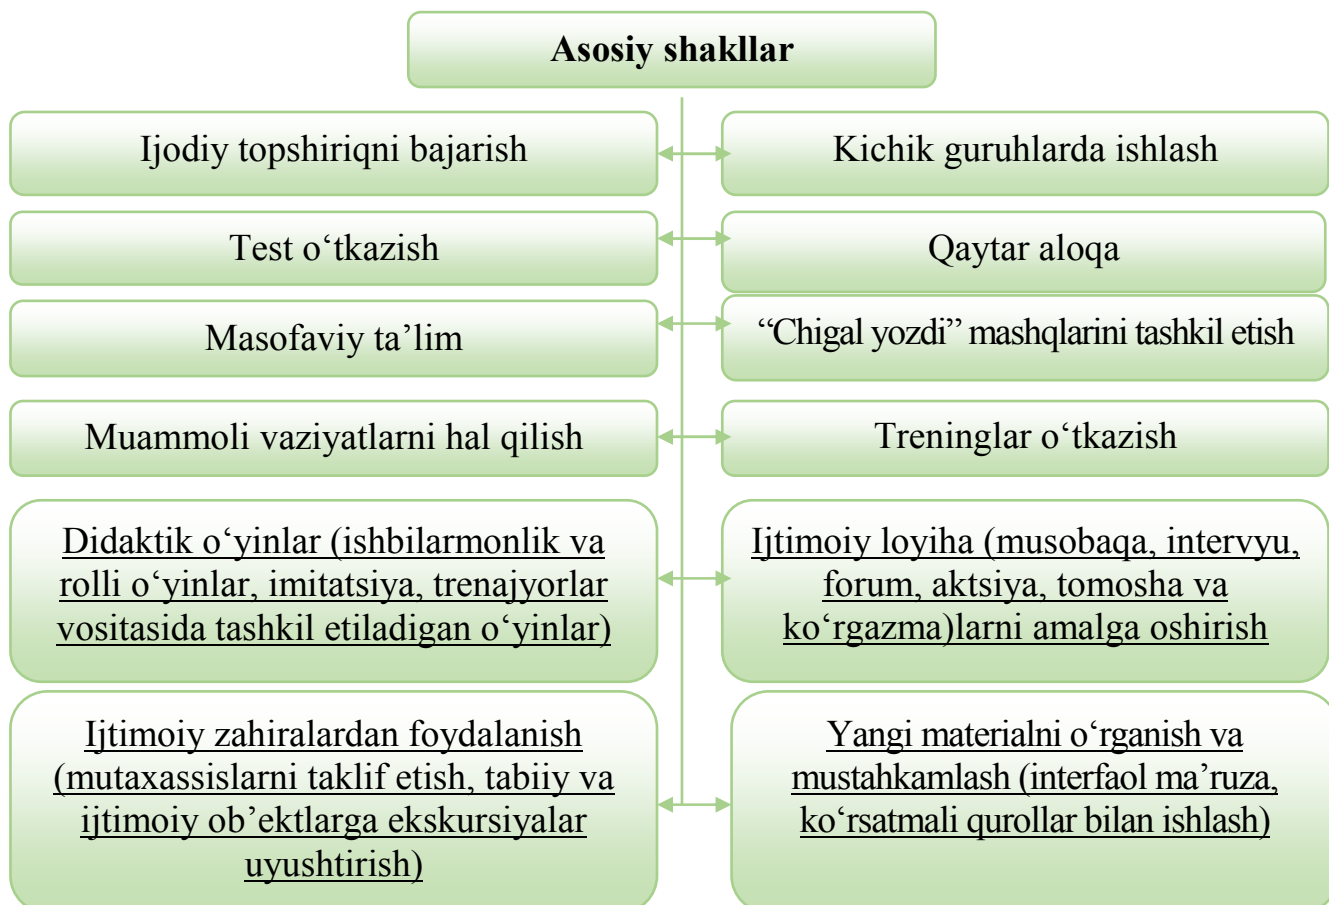 Asosiy shakllar
Ijodiy topshiriqni bajarish
Kichik guruhlarda ishlash
Test o‘tkazish
Qaytar aloqa
Masofaviy ta’lim
“Chigal yozdi” mashqlarini tashkil etish
Muammoli vaziyatlarni hal qilish
Treninglar o‘tkazish
Didaktik o‘yinlar (ishbilarmonlik va
rolli o‘yinlar, imitatsiya, trenajyorlar
vositasida tashkil etiladigan o‘yinlar)
Ijtimoiy loyiha (musobaqa, intervyu,
forum, aktsiya, tomosha va
ko‘rgazma)larni amalga oshirish
Ijtimoiy zahiralardan foydalanish
(mutaxassislarni taklif etish, tabiiy va
ijtimoiy ob’ektlarga ekskursiyalar
uyushtirish)
Yangi materialni o‘rganish va
mustahkamlash (interfaol ma’ruza,
ko‘rsatmali qurollar bilan ishlash)